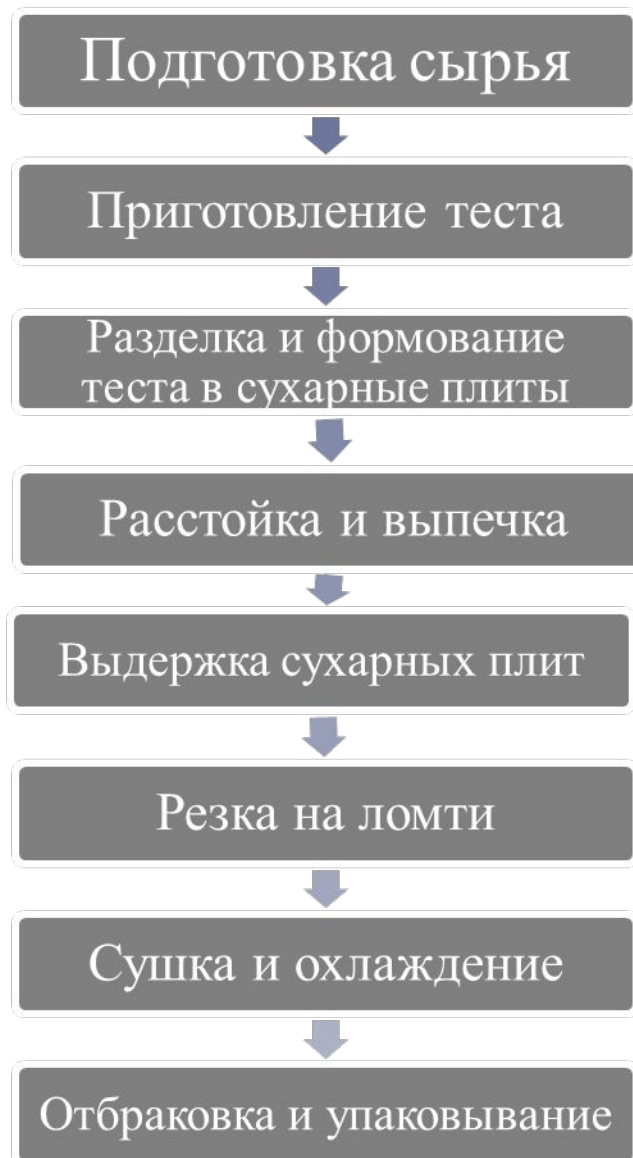 Подготовка сырья
Приготовление теста
Разделка и формование
теста в сухарные плиты
Расстойка и выпечка
Выдержка сухарных плит
Резка на ломти
Сушка и охлаждение
Отбраковка и упаковывание